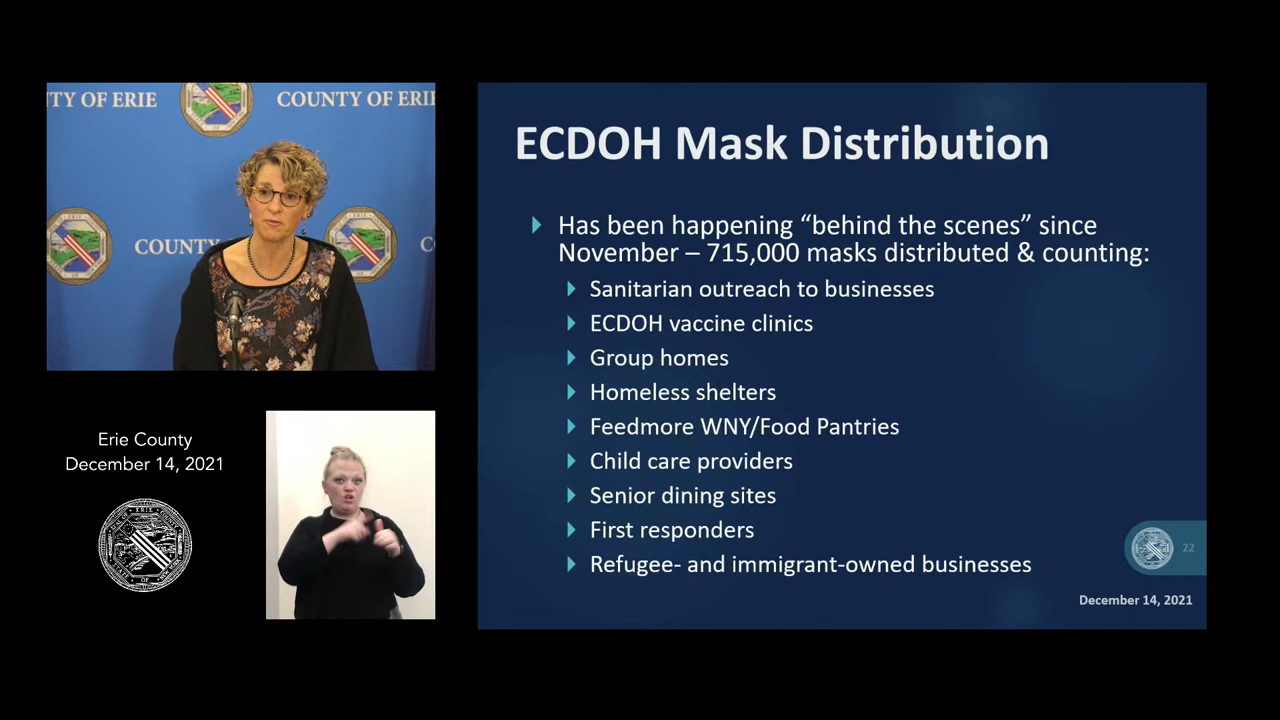 TY OF ERIE
COUNTY OF ERIE
COUNTY
ECDOH Mask Distribution
Has been happening “behind the scenes” since
November – 715,000 masks distributed & counting:
Sanitarian outreach to businesses
ECDOH vaccine clinics
Group homes
Homeless shelters
Feedmore WNY/Food Pantries
Child care providers
Senior dining sites
First responders
Refugee- and immigrant-owned businesses
22
December 14, 2021
Erie County
December 14, 2021
ERIE